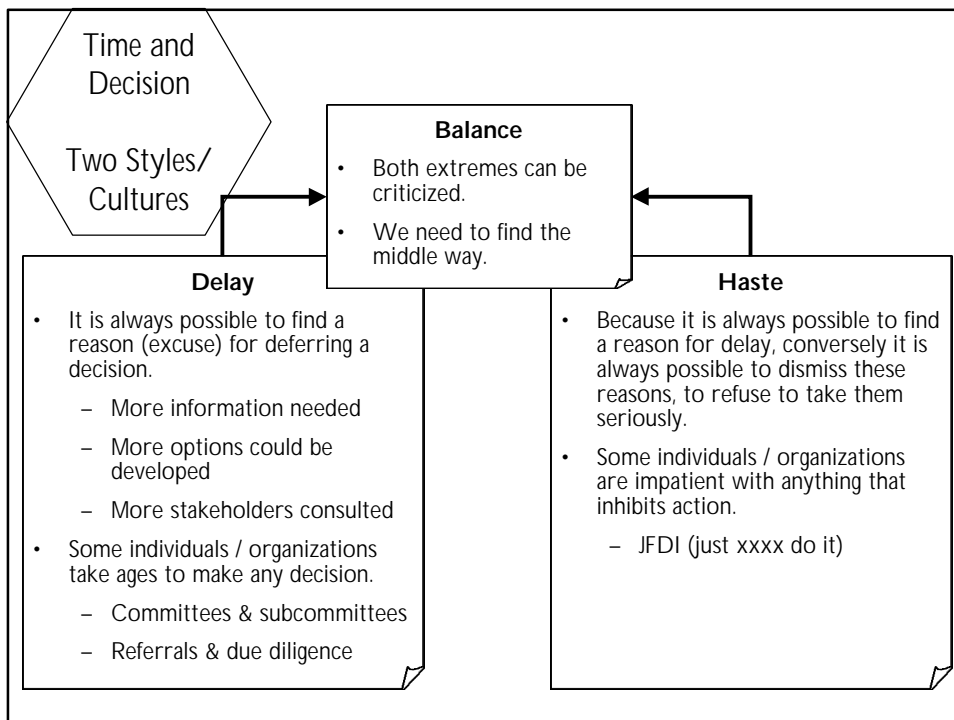 Time and
Decision
Two Styles/
Cultures
Balance
• Both extremes can be
criticized.
• We need to find the
middle way.
Delay
• It is always possible to find a
reason (excuse) for deferring a
decision.
– More information needed
– More options could be
developed
– More stakeholders consulted
• Some individuals / organizations
take ages to make any decision.
– Committees & subcommittees
– Referrals & due diligence
Haste
• Because it is always possible to find
a reason for delay, conversely it is
always possible to dismiss these
reasons, to refuse to take them
seriously.
• Some individuals / organizations
are impatient with anything that
inhibits action.
– JFDI (just xxxx do it)